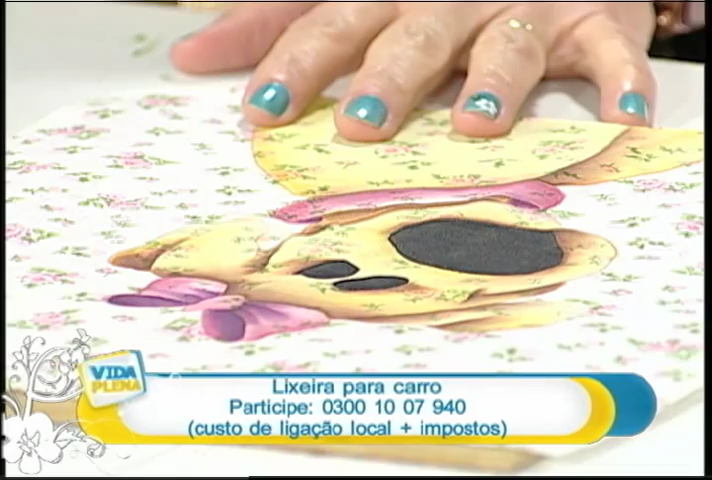 VIDA
PLENA
Lixeira para carro
Participe: 0300 10 07 940
(custo de ligação local + impostos)